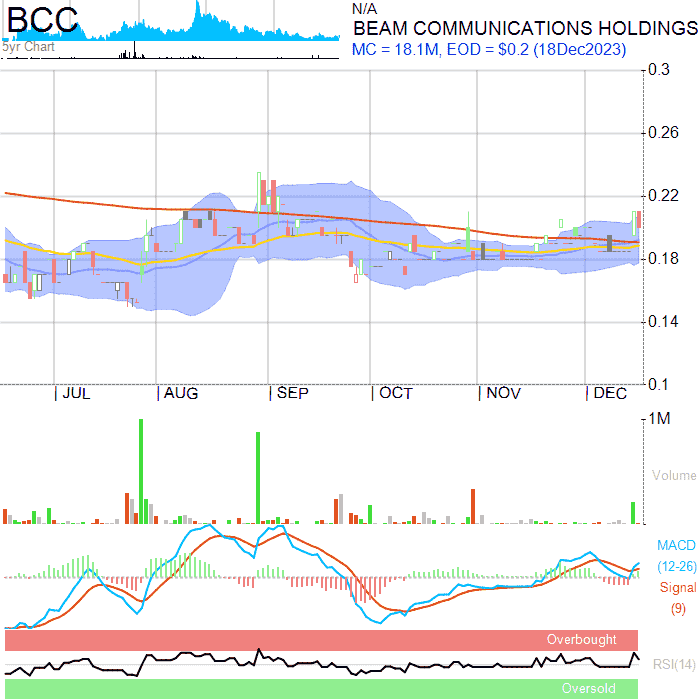 BCC
5yr Chart
N/A
BEAM COMMUNICATIONS HOLDINGS
MC = 18.1M, EOD = $0.2 (18Dec2023)
0.3
0.26
0.22
0.18
0.14
0.1
JUL AUG SEP OCT NOV DEC
1M
Volume
MACD
(12-26)
Signal
(9)
Overbought
RSI(14)
Oversold